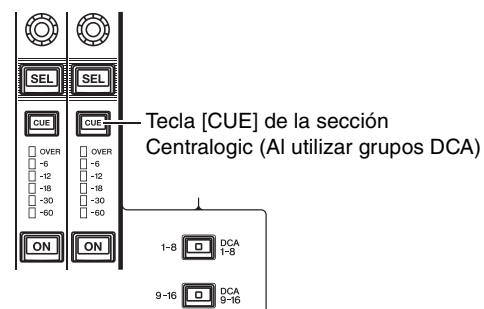 SEL SEL
CUE CUE
Tecla [CUE] de la sección
Centralogic (Al utilizar grupos DCA)
OVER OVER
-6 -6
-12 -12
-18 -18
-30 -30
-60 -60
ON ON
1-8 DCA 1-8
9-16 DCA 9-16